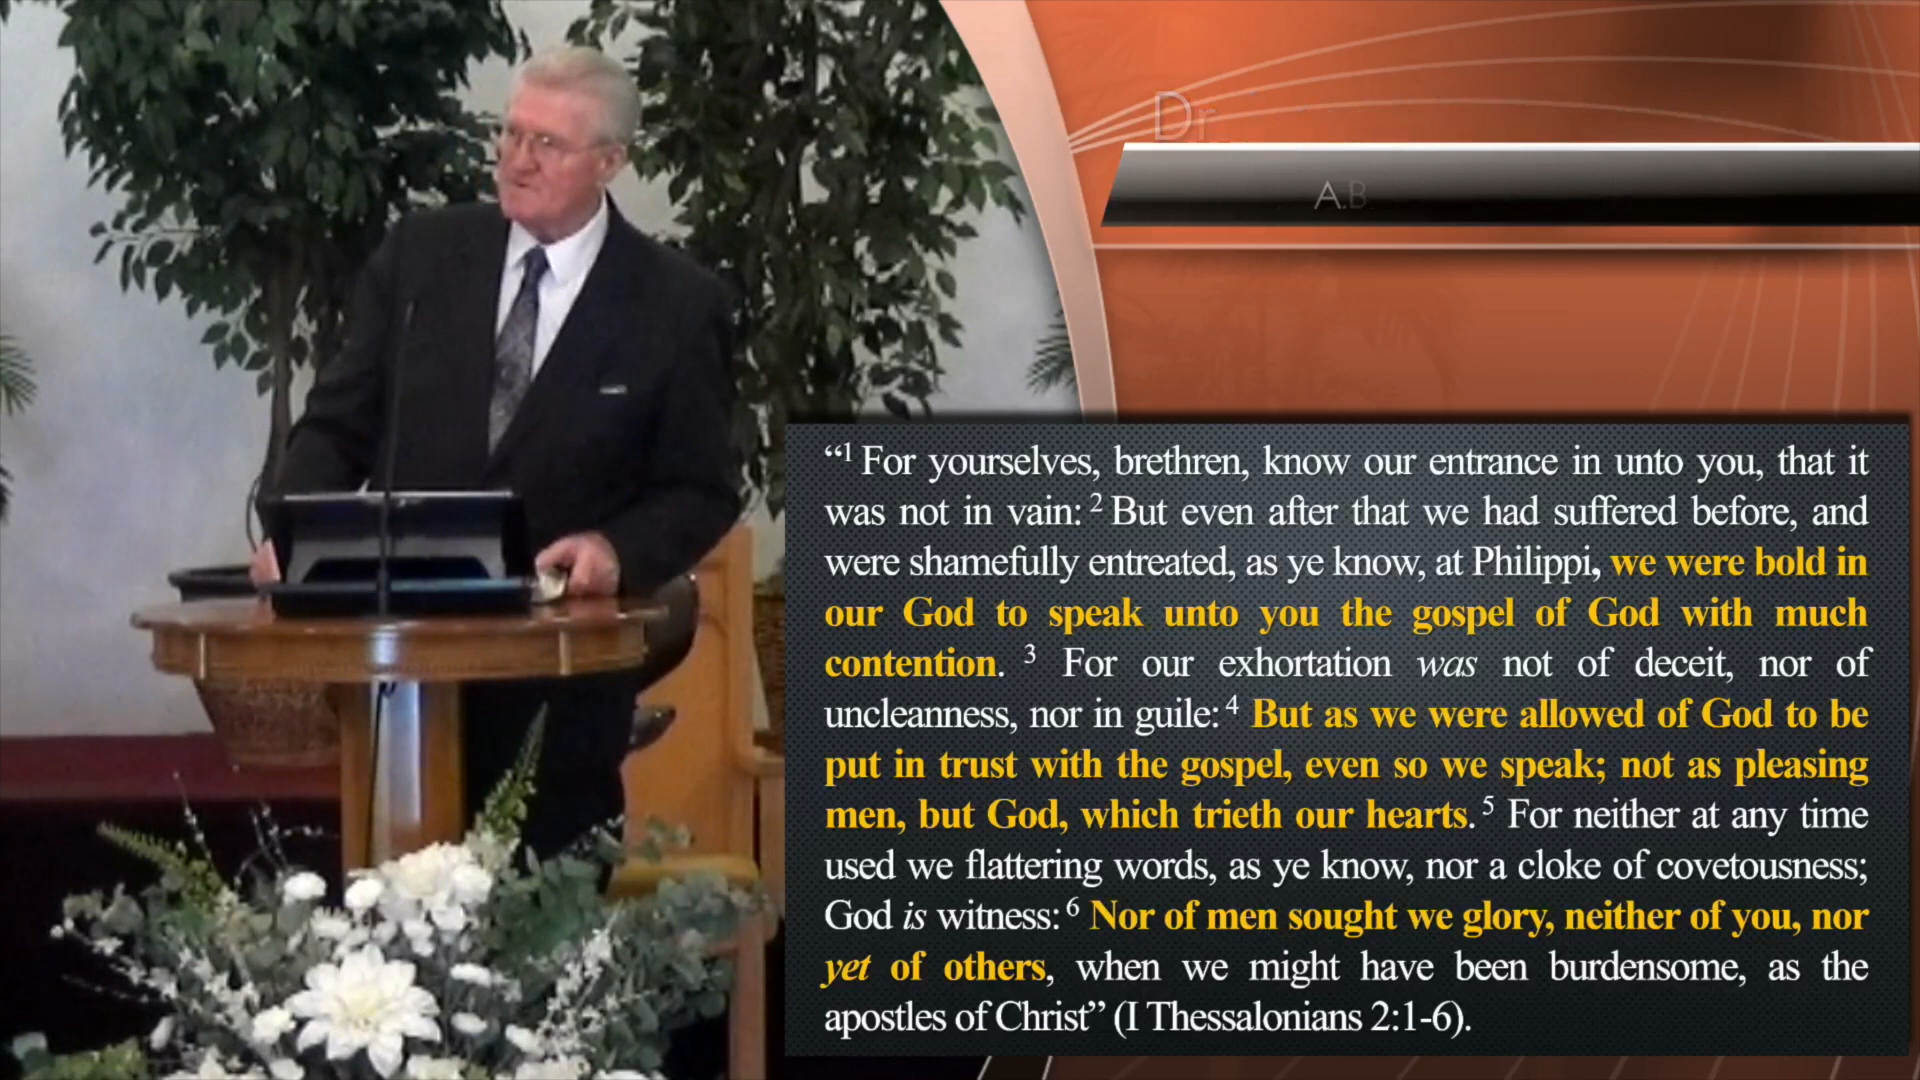 Dr.
A.B.
“1 For yourselves, brethren, know our entrance in unto you, that it
was not in vain: 2 But even after that we had suffered before, and
were shamefully entreated, as ye know, at Philippi, we were bold in
our God to speak unto you the gospel of God with much
contention. 3 For our exhortation was not of deceit, nor of
uncleanness, nor in guile: 4 But as we were allowed of God to be
put in trust with the gospel, even so we speak; not as pleasing
men, but God, which trieth our hearts. 5 For neither at any time
used we flattering words, as ye know, nor a cloke of covetousness;
God is witness: 6 Nor of men sought we glory, neither of you, nor
yet of others, when we might have been burdensome, as the
apostles of Christ” (I Thessalonians 2:1-6).